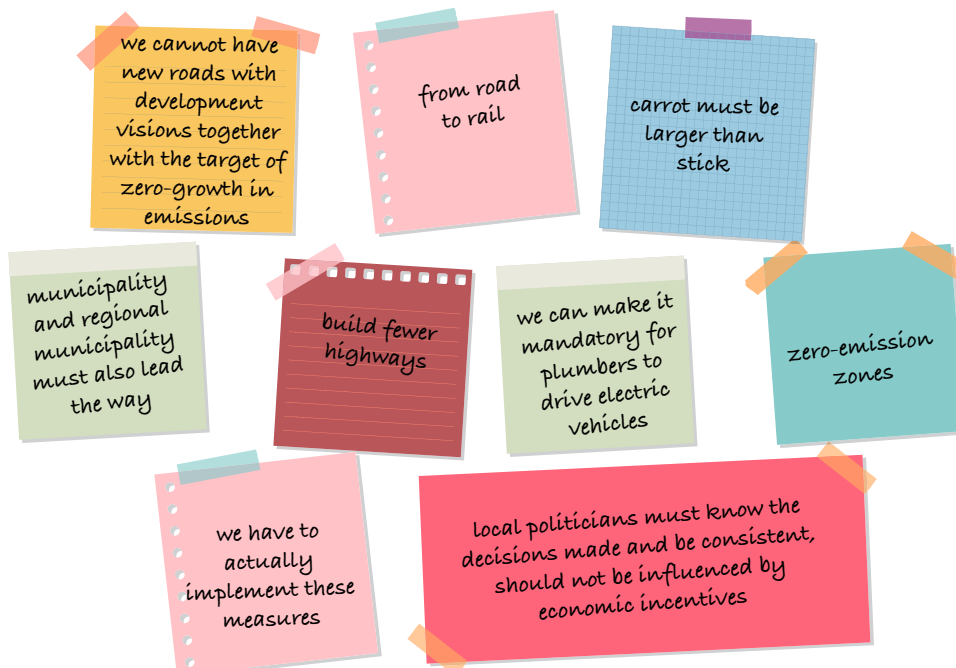 we cannot have
new roads with
development
visions together
with the target of
zero-growth in
emissions
from road
to rail
carrot must be
larger than
stick
municipality
and regional
municipality
must also lead
the way
build fewer
highways
we can make it
mandatory for
plumbers to
drive electric
vehicles
zero-emission
zones
we have to
actually
implement these
measures
local politicians must know the
decisions made and be consistent,
should not be influenced by
economic incentives